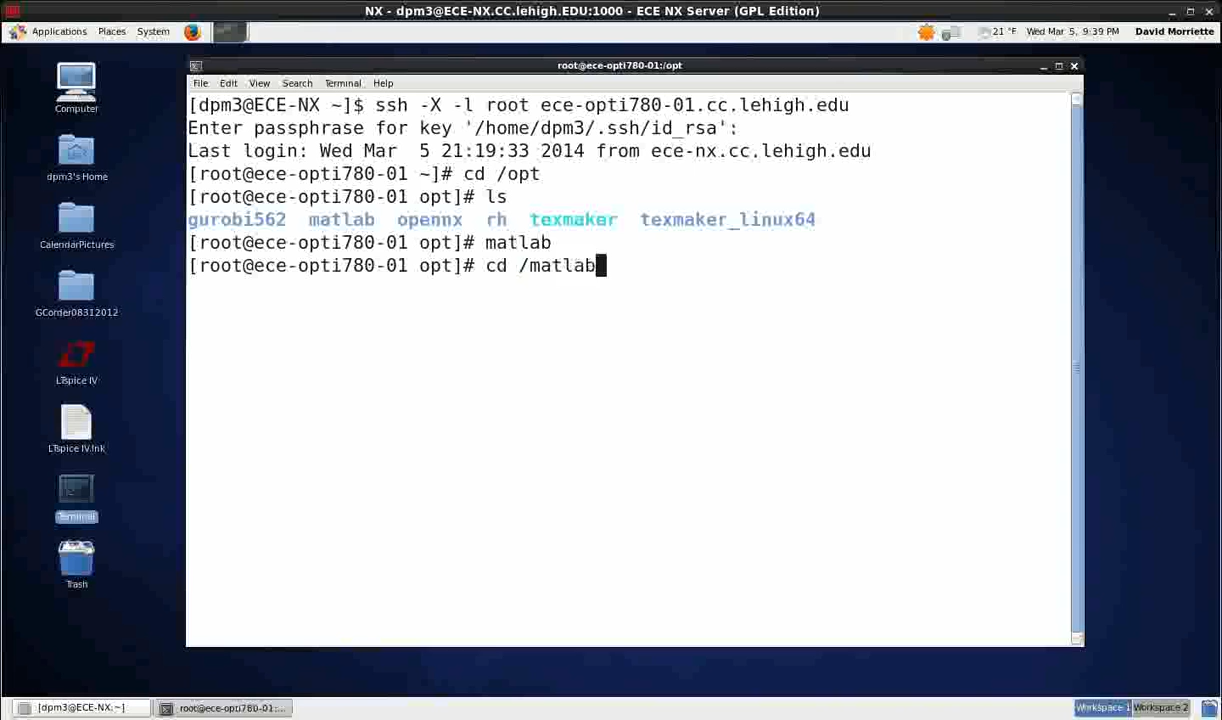 NX - dpm3@ECE-NX.CC.lehigh.EDU:1000 - ECE NX Server (GPL Edition)
Applications Places System 21 °F Wed Mar 5, 9:39 PM David Morriette
root@ece-opti780-01:/opt
File Edit View Search Terminal Help
[dpm3@ECE-NX ~]$ ssh -X -l root ece-opti780-01.cc.lehigh.edu
Enter passphrase for key '/home/dpm3/.ssh/id_rsa':
Last login: Wed Mar  5 21:19:33 2014 from ece-nx.cc.lehigh.edu
[root@ece-opti780-01 ~]# cd /opt
[root@ece-opti780-01 opt]# ls
gurobi562  matlab  opennx  rh  texmaker  texmaker_linux64
[root@ece-opti780-01 opt]# matlab
[root@ece-opti780-01 opt]# cd /matlab
Computer
dpm3's Home
CalendarPictures
GCorder08312012
LTspice IV
LTspice IV.lnk
Terminal
Trash
[dpm3@ECE-NX:~] root@ece-opti780-01:... Workspace 1 Workspace 2